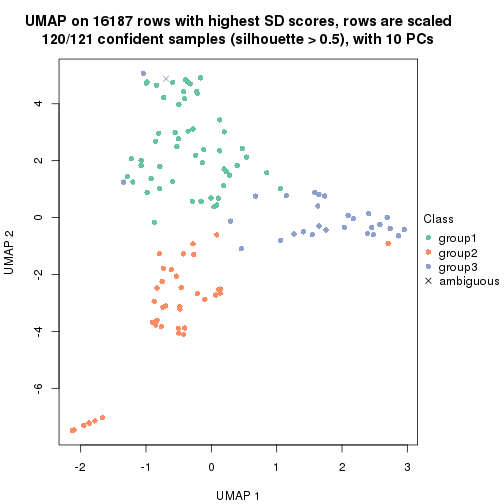 UMAP on 16187 rows with highest SD scores, rows are scaled
120/121 confident samples (silhouette > 0.5), with 10 PCs
4
2
0
-2
-4
-6
UMAP 2
-2
-1
0
1
2
3
UMAP 1
Class
group1
group2
group3
ambiguous